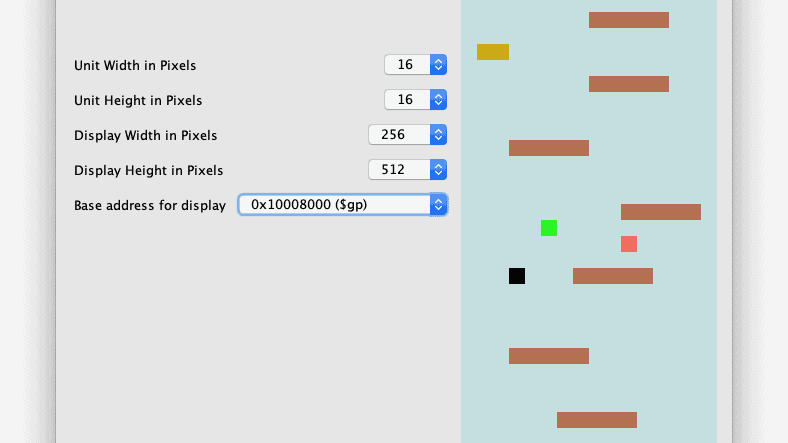 Unit Width in Pixels 16
Unit Height in Pixels 16
Display Width in Pixels 256
Display Height in Pixels 512
Base address for display 0x10008000 ($gp)